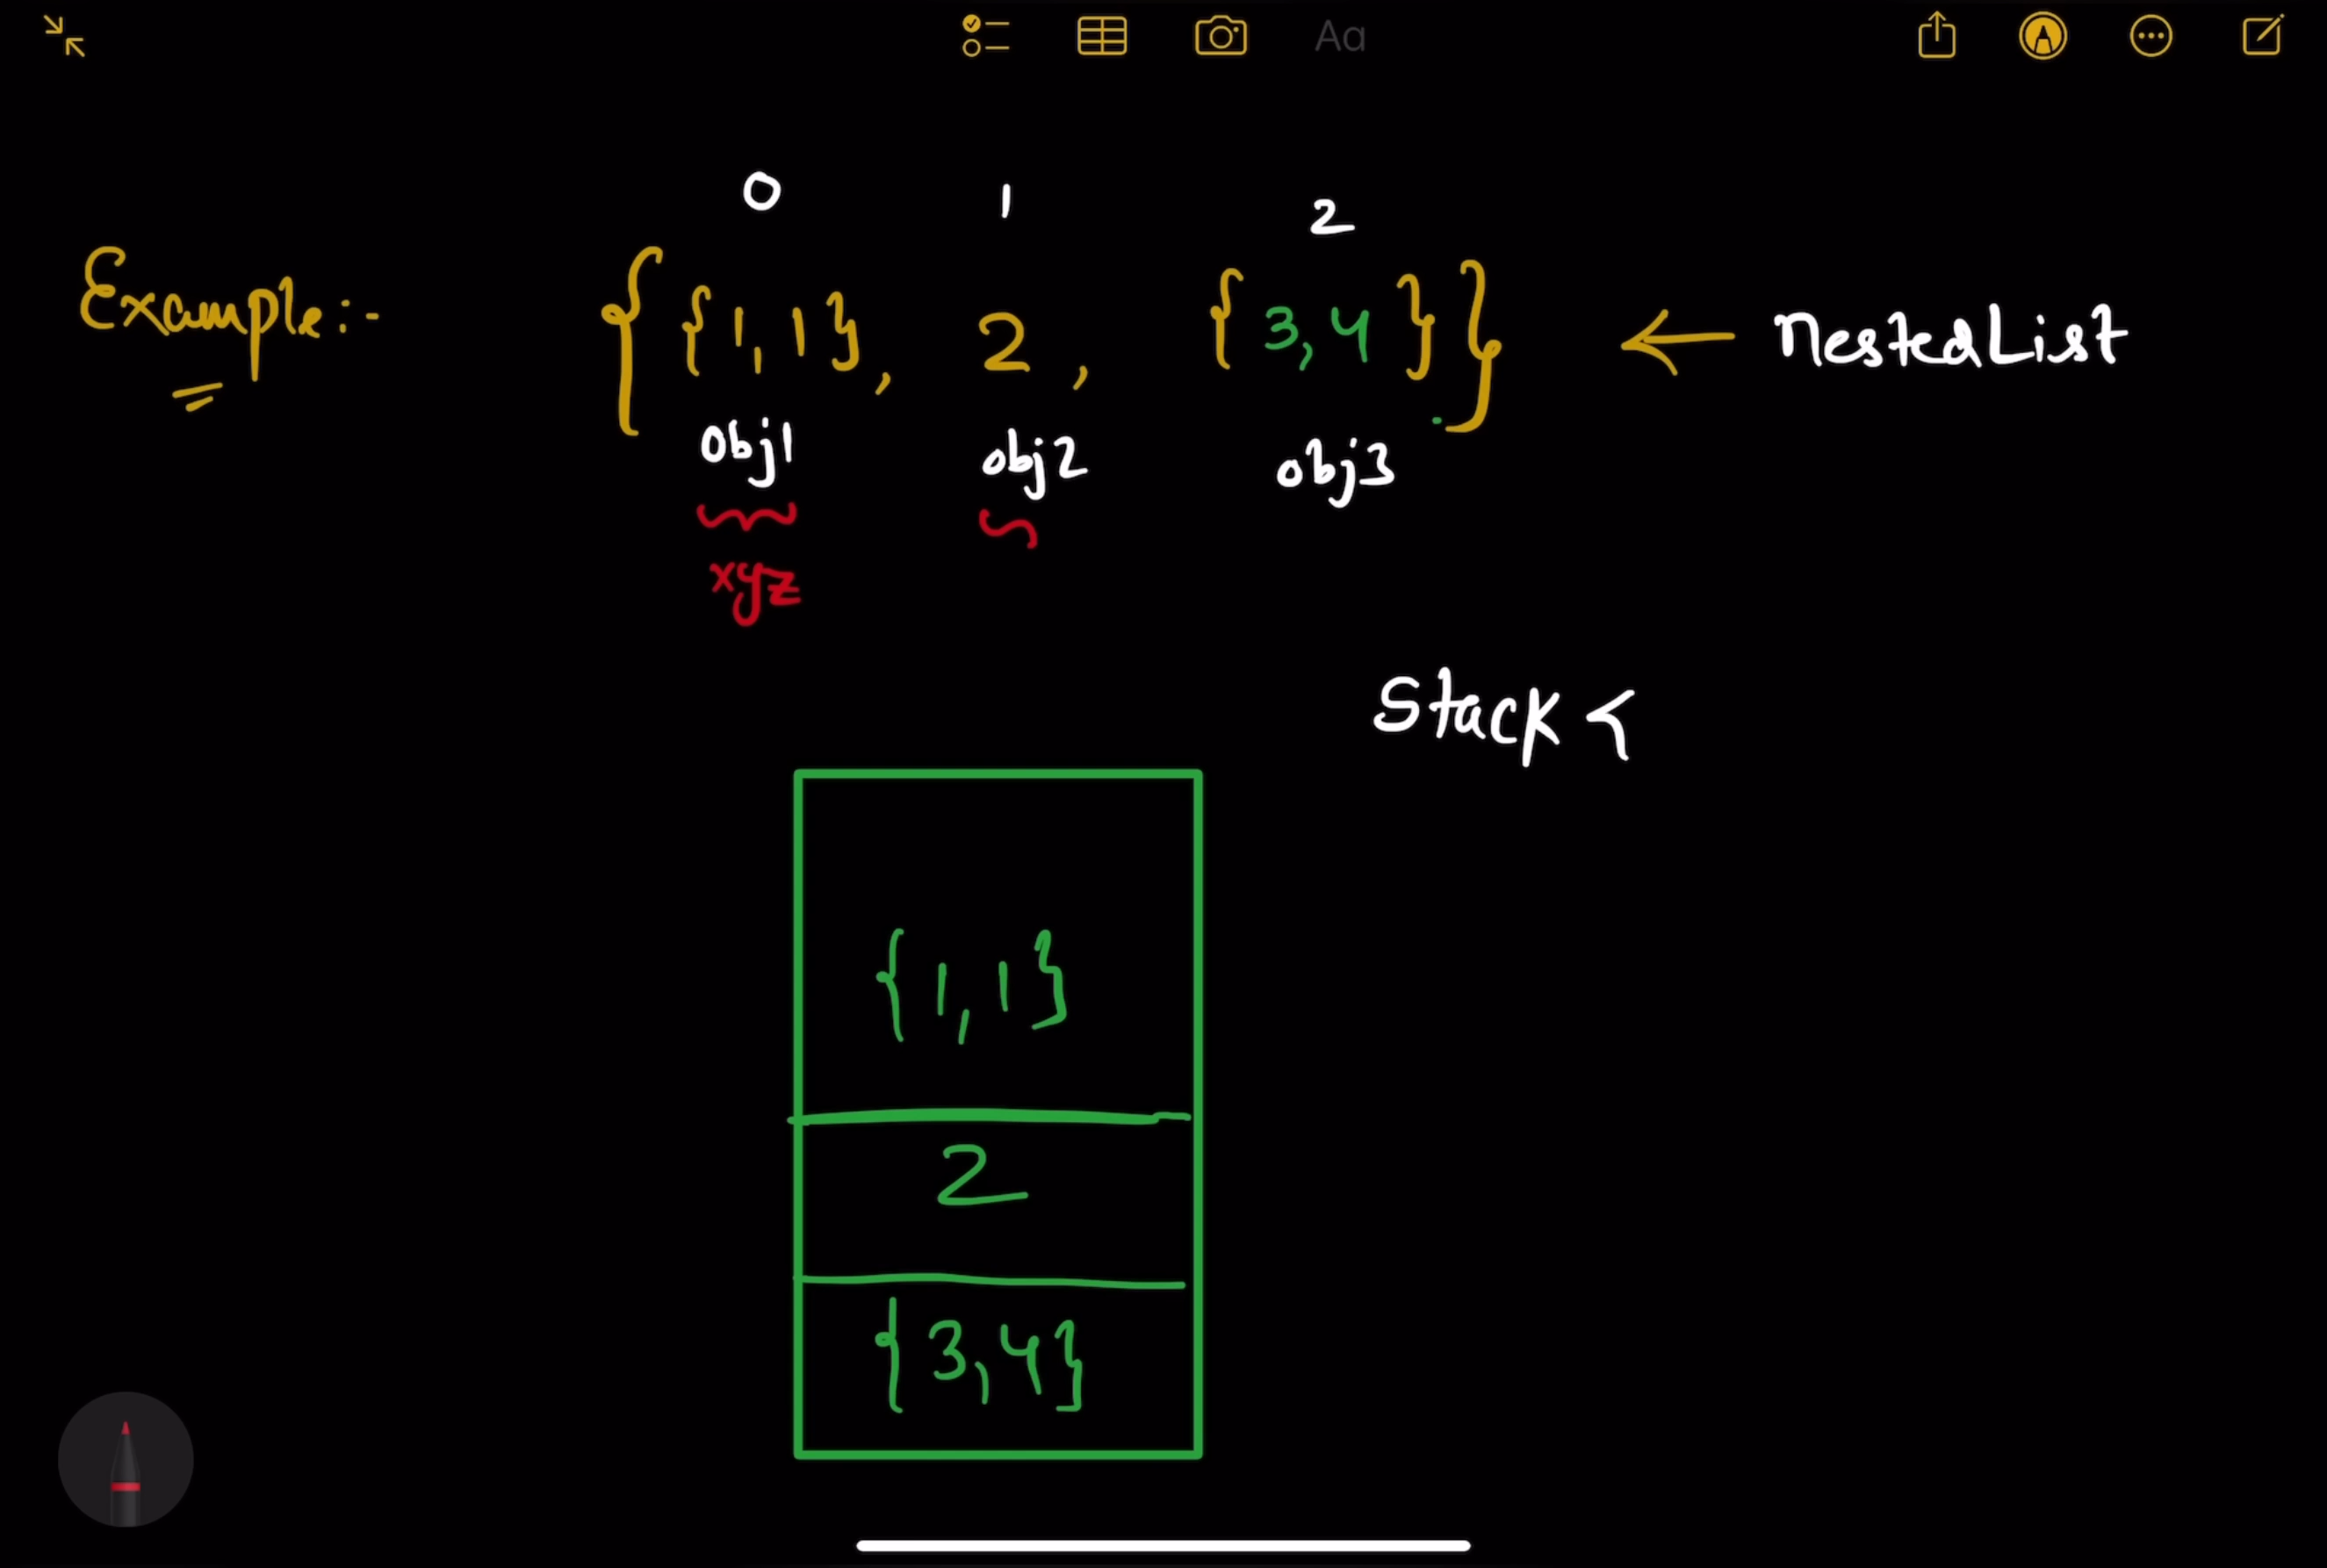 Aa
0 1 2
Example:- {{1,1}, 2, {3,4}} ← nestedList
obj1 obj2 obj3
xyz
Stack <
{1,1}
2
{3,4}